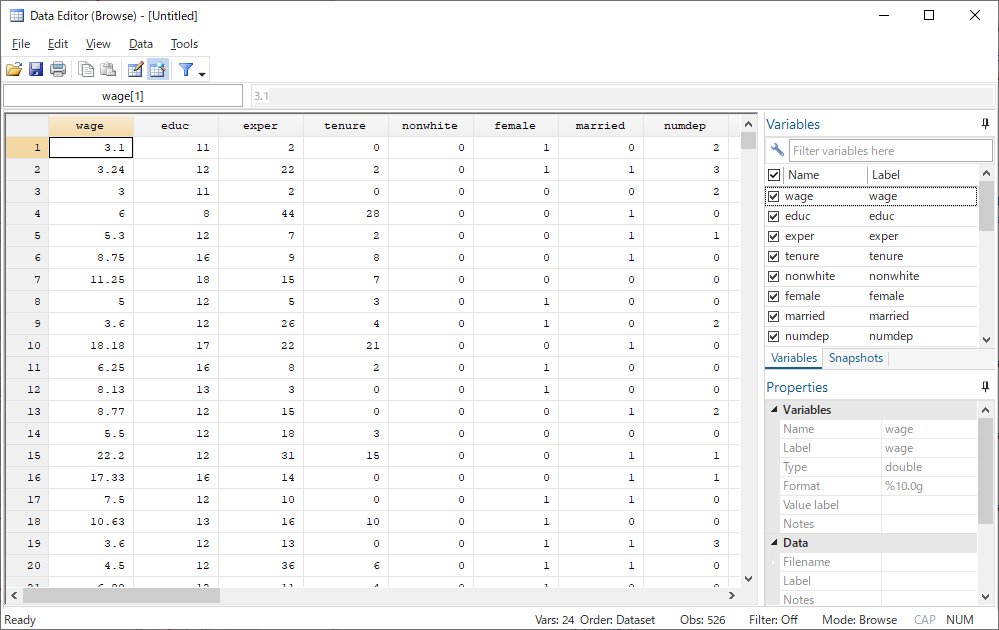 Data Editor (Browse) - [Untitled]
File Edit View Data Tools
wage[1] 3.1
wage educ exper tenure nonwhite female married numdep
1 3.1 11 2 0 0 1 0 2
2 3.24 12 22 2 0 1 1 3
3 3 11 2 0 0 0 0 2
4 6 8 44 28 0 0 1 0
5 5.3 12 7 2 0 0 1 1
6 8.75 16 9 8 0 0 1 0
7 11.25 18 15 7 0 0 0 0
8 5 12 5 3 0 1 0 0
9 3.6 12 26 4 0 1 0 2
10 18.18 17 22 21 0 0 1 0
11 6.25 16 8 2 0 1 0 0
12 8.13 13 3 0 0 1 0 0
13 8.77 12 15 0 0 0 1 2
14 5.5 12 18 3 0 0 0 0
15 22.2 12 31 15 0 0 1 1
16 17.33 16 14 0 0 0 1 1
17 7.5 12 10 0 0 1 1 0
18 10.63 13 16 10 0 1 0 0
19 3.6 12 13 0 0 1 1 3
20 4.5 12 36 6 0 1 1 0
Variables
Filter variables here
Name Label
wage wage
educ educ
exper exper
tenure tenure
nonwhite nonwhite
female female
married married
numdep numdep
Variables Snapshots
Properties
Variables
Name wage
Label wage
Type double
Format %10.0g
Value label
Notes
Data
Filename
Label
Notes
Ready Vars: 24 Order: Dataset Obs: 526 Filter: Off Mode: Browse CAP NUM